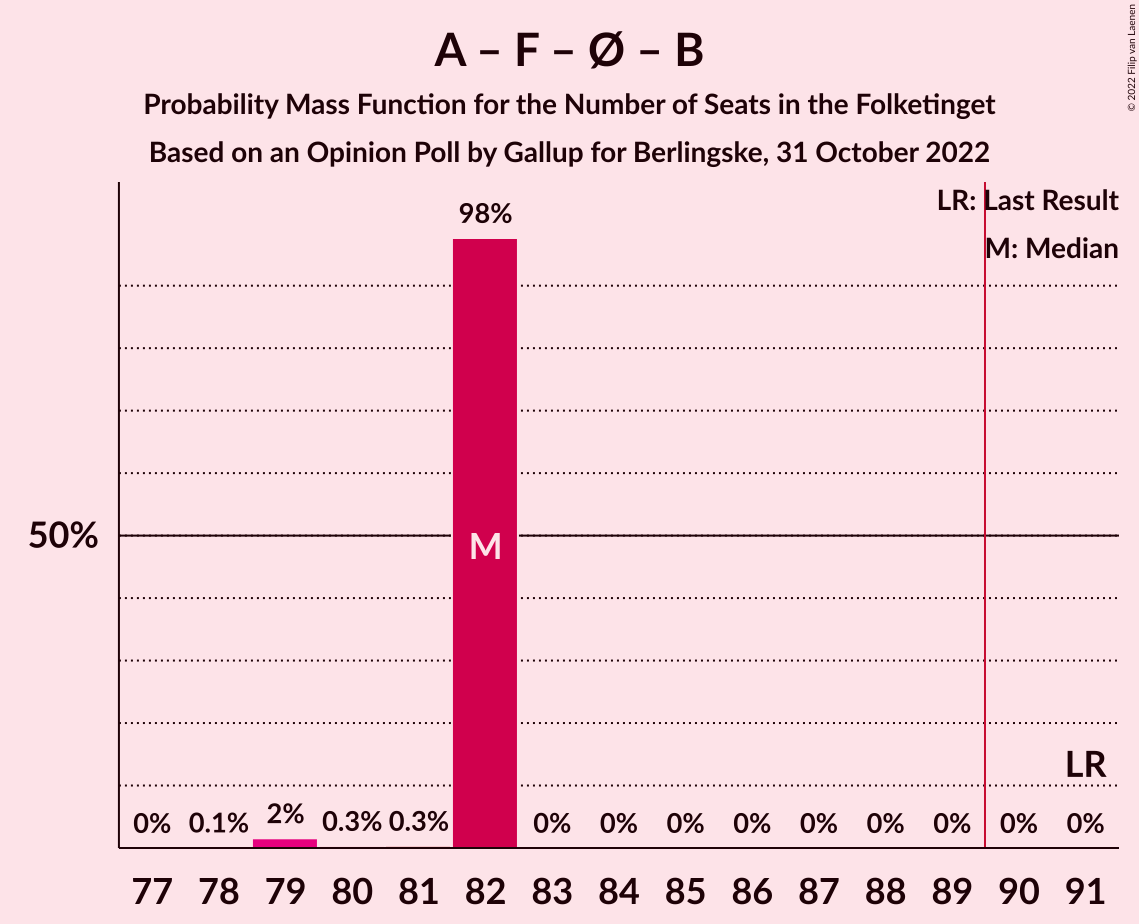 A – F – Ø – B
Probability Mass Function for the Number of Seats in the Folketinget
Based on an Opinion Poll by Gallup for Berlingske, 31 October 2022
© 2022 Filip van Laenen
LR: Last Result
M: Median
98%
50%
M
LR
0% 0.1% 2% 0.3% 0.3% 0% 0% 0% 0% 0% 0% 0% 0% 0%
77 78 79 80 81 82 83 84 85 86 87 88 89 90 91